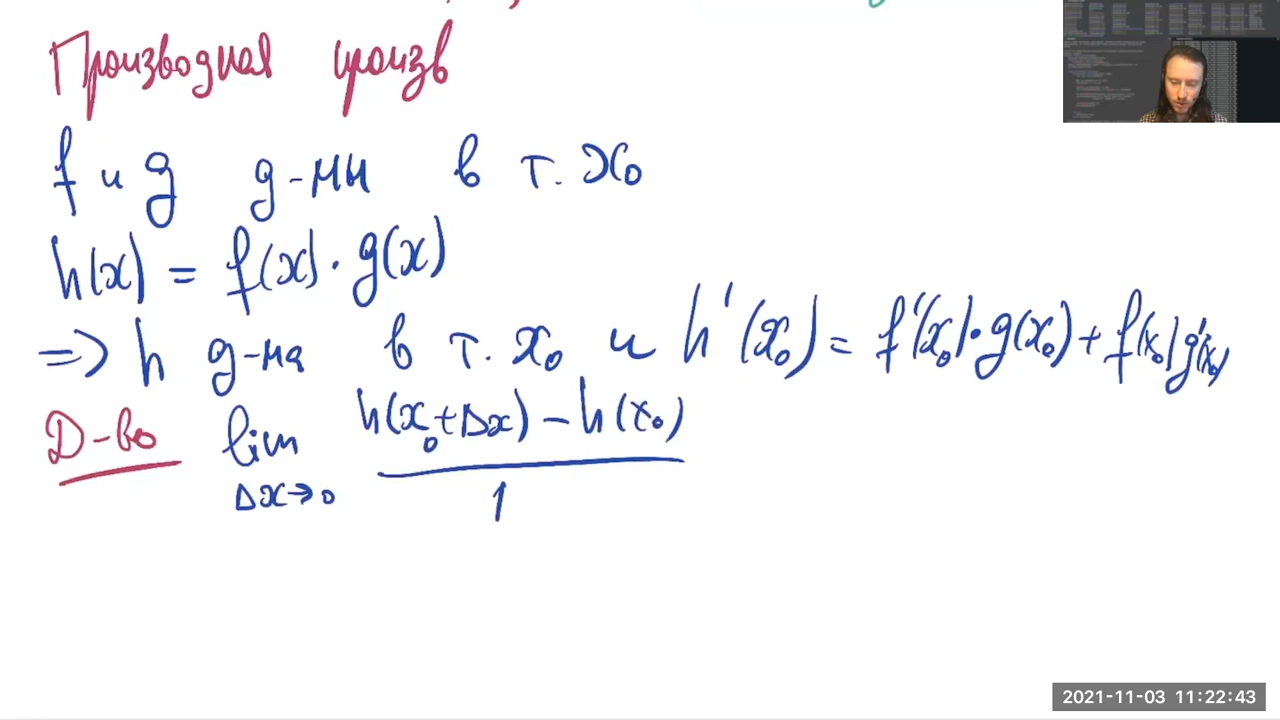 Производная произв
f и g д-мы в т. x₀
h(x) = f(x) · g(x)
=> h д-ма в т. x₀ и h'(x₀) = f'(x₀) · g(x₀) + f(x₀) g'(x₀)
Д-во lim h(x₀+Δx) – h(x₀)
Δx→0 1
2021-11-03 11:22:43